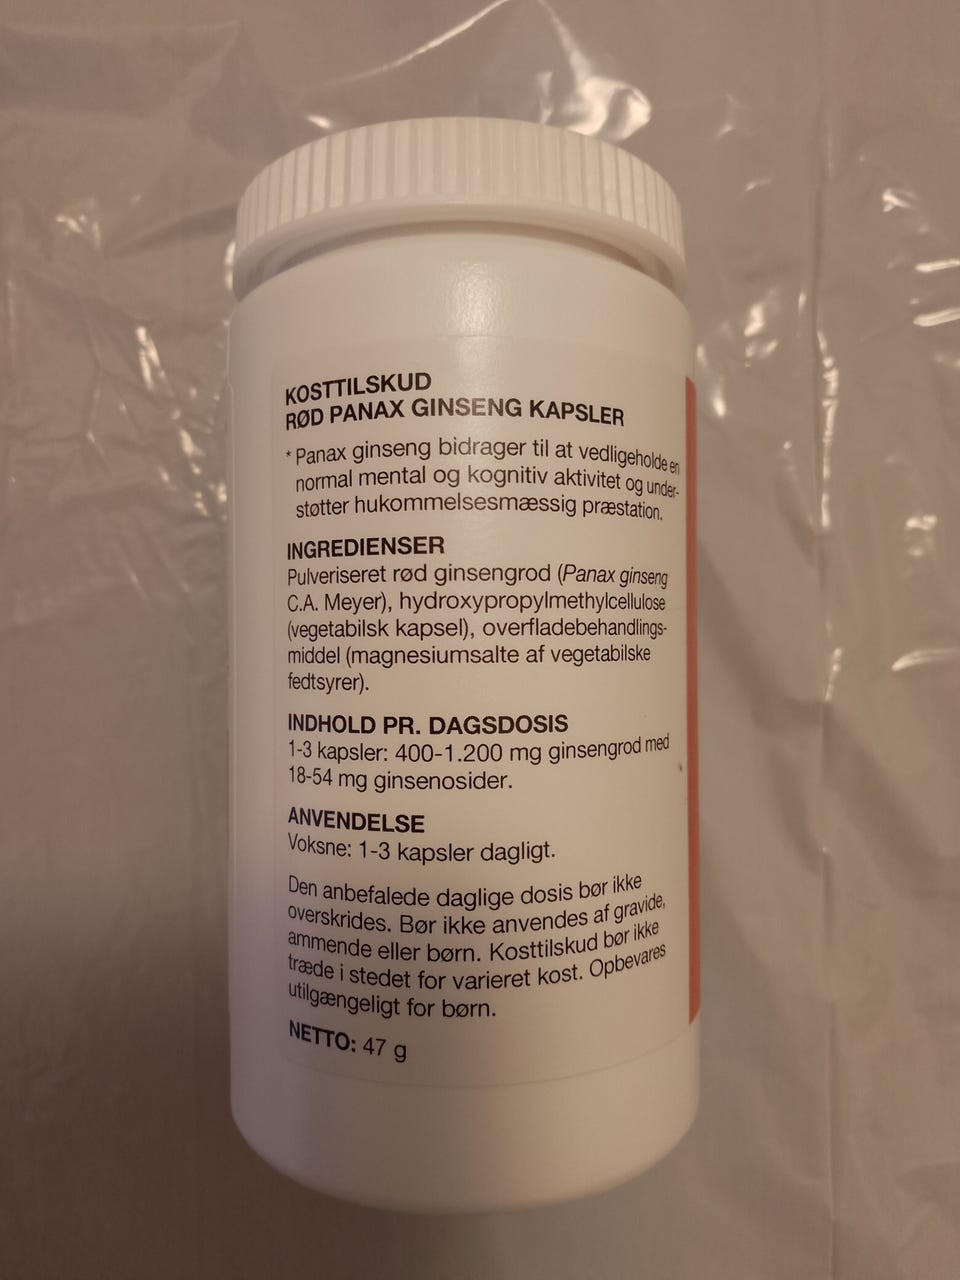 KOSTTILSKUD
RØD PANAX GINSENG KAPSLER
* Panax ginseng bidrager til at vedligeholde en
normal mental og kognitiv aktivitet og under-
støtter hukommelsesmæssig præstation.
INGREDIENSER
Pulveriseret rød ginsengrod (Panax ginseng
C.A. Meyer), hydroxypropylmethylcellulose
(vegetabilsk kapsel), overfladebehandlings-
middel (magnesiumsalte af vegetabilske
fedtsyrer).
INDHOLD PR. DAGSDOSIS
1-3 kapsler: 400-1.200 mg ginsengrod med
18-54 mg ginsenosider.
ANVENDELSE
Voksne: 1-3 kapsler dagligt.
Den anbefalede daglige dosis bør ikke
overskrides. Bør ikke anvendes af gravide,
ammende eller børn. Kosttilskud bør ikke
træde i stedet for varieret kost. Opbevares
utilgængeligt for børn.
NETTO: 47 g